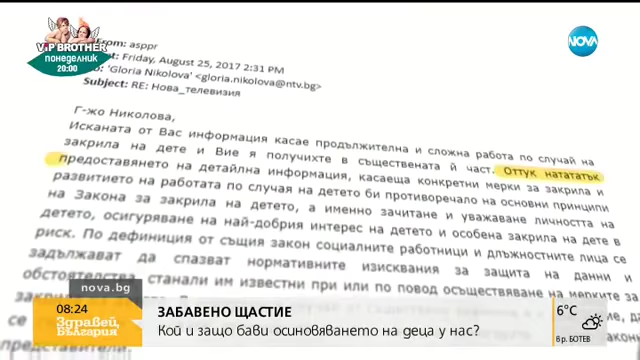 ViP BROTHER
ПОНЕДЕЛНИК
20:00
NOVA
From: asppr
Friday, August 25, 2017 2:31 PM
'Gloria Nikolova' <gloria.nikolova@ntv.bg>
Subject: RE: Нова_телевизия
Г-жо Николова,
Исканата от Вас информация касае продължителна и сложна работа по случай на
закрила на дете и Вие я получихте в съществената й част. Оттук натататък
предоставянето на детайлна информация, касаеща конкретни мерки за закрила и
развитието на работата по случая на детето би противоречало на основни принципи
на Закона за закрила на детето, а именно зачитане и уважаване личността на
детето, осигуряване на най-добрия интерес на детето и особена закрила на дете в
риск. По дефиниция от същия закон социалните работници и длъжностните лица се
задължават да спазват нормативните изисквания за защита на данни и
обстоятелства, станали им известни при или по повод осъществяване на мерките за
закрила
представители.
nova.bg
08:24
Здравей,
България
ЗАБАВЕНО ЩАСТИЕ
Кой и защо бави осиновяването на деца у нас?
6°C
вр. БОТЕВ